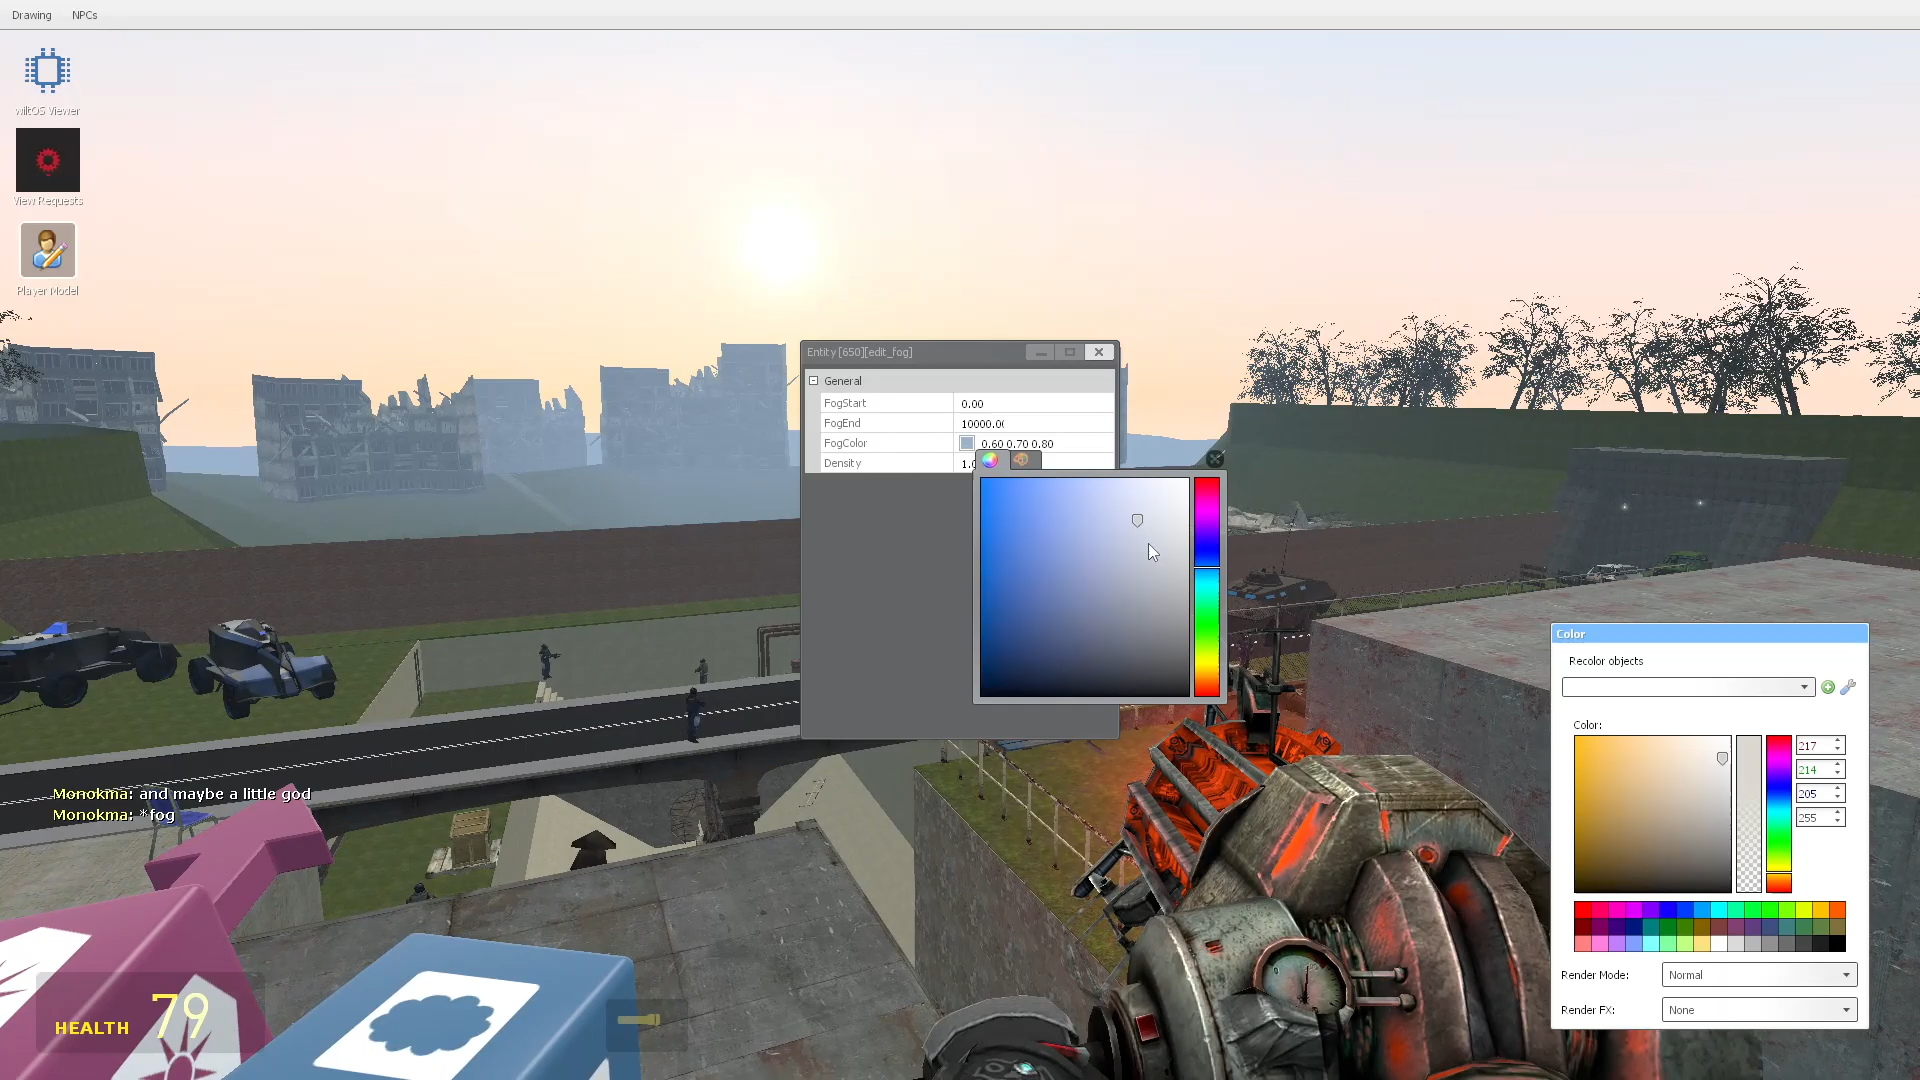 Drawing NPCs
wiltOS Viewer
View Requests
Player Model
Entity [650][edit_fog]
General
FogStart 0.00
FogEnd 10000.0
FogColor 0.60 0.70 0.80
Density 1.0
Color
Recolor objects
Color:
217
214
205
255
Render Mode: Normal
Render FX: None
Monokma: and maybe a little god
Monokma: *fog
HEALTH 79